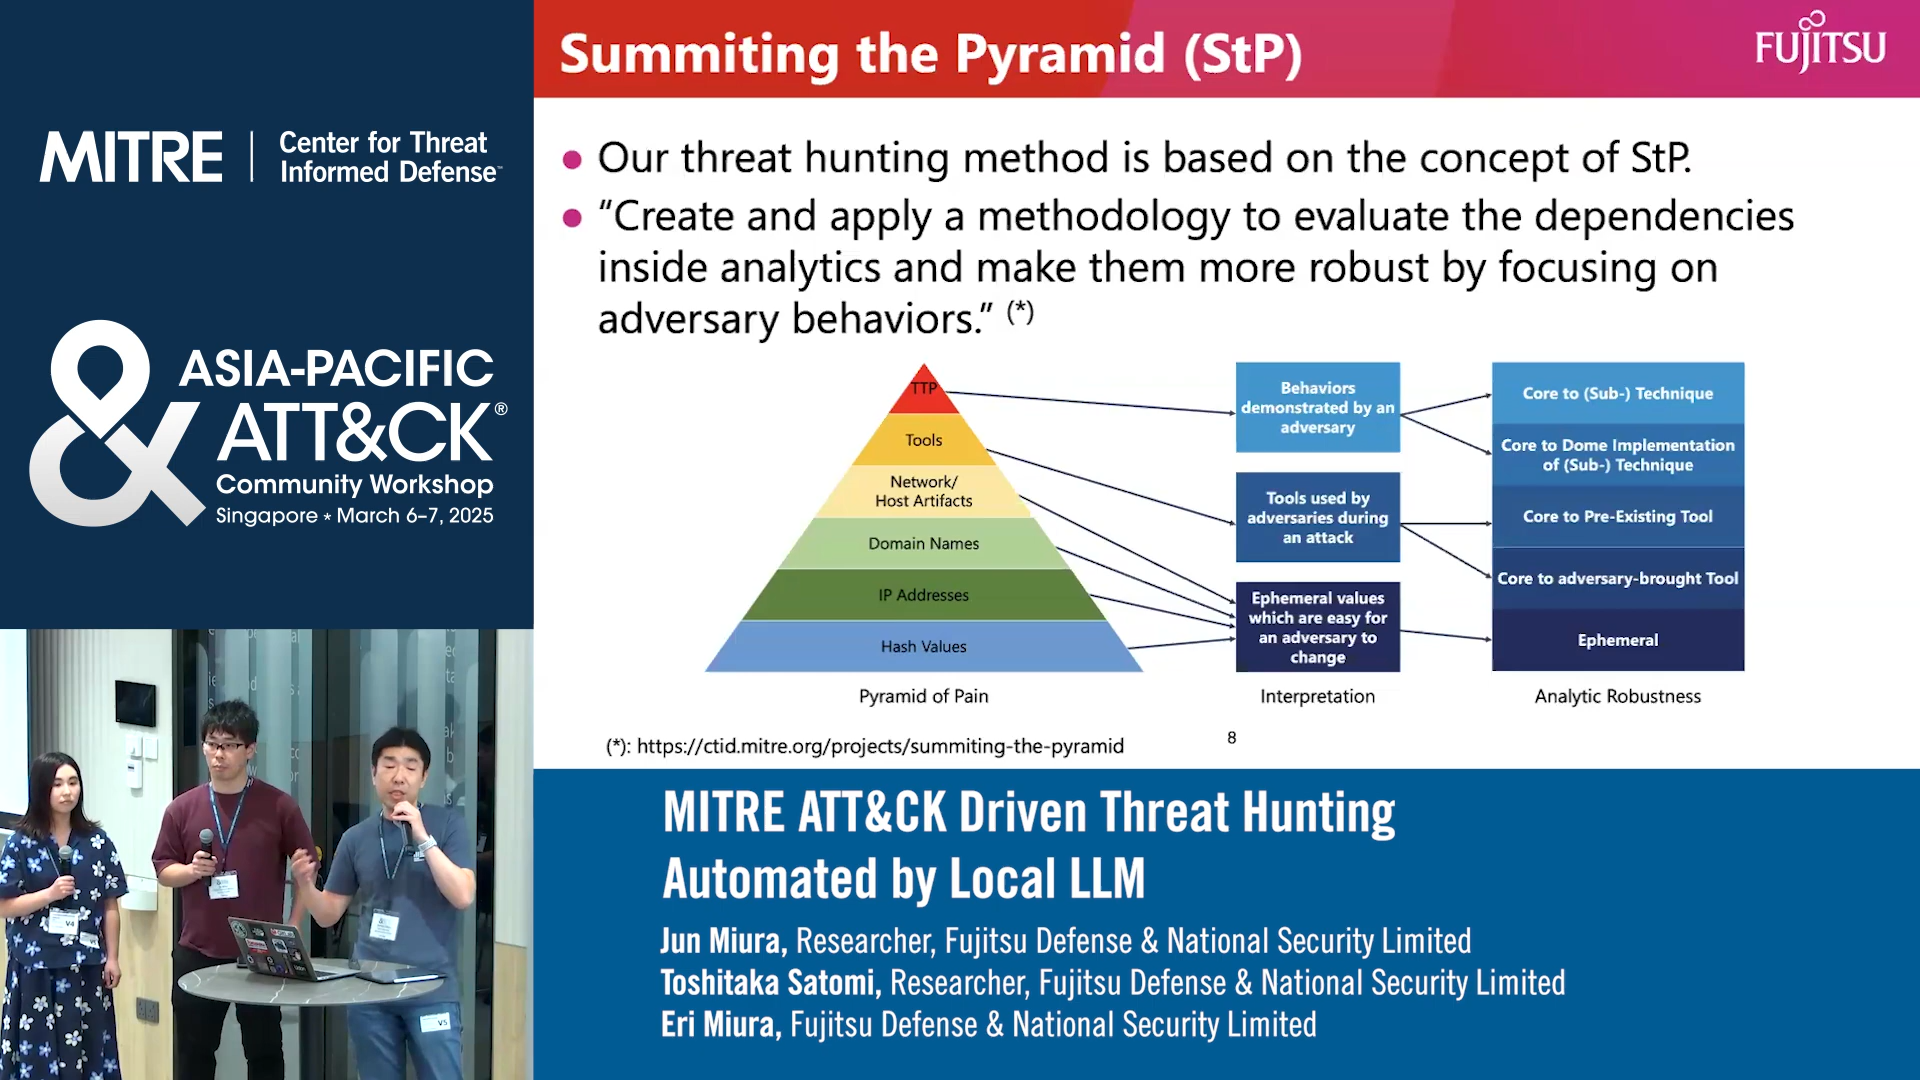 MITRE
Center for Threat
Informed Defense
ASIA-PACIFIC
ATT&CK®
Community Workshop
Singapore * March 6-7, 2025
Summiting the Pyramid (StP)
FUJITSU
• Our threat hunting method is based on the concept of StP.
• “Create and apply a methodology to evaluate the dependencies
inside analytics and make them more robust by focusing on
adversary behaviors.” (*)
TTP
Tools
Network/
Host Artifacts
Domain Names
IP Addresses
Hash Values
Pyramid of Pain
Behaviors
demonstrated by an
adversary
Tools used by
adversaries during
an attack
Ephemeral values
which are easy for
an adversary to
change
Interpretation
Core to (Sub-) Technique
Core to Dome Implementation
of (Sub-) Technique
Core to Pre-Existing Tool
Core to adversary-brought Tool
Ephemeral
Analytic Robustness
(*): https://ctid.mitre.org/projects/summiting-the-pyramid
8
MITRE ATT&CK Driven Threat Hunting
Automated by Local LLM
Jun Miura, Researcher, Fujitsu Defense & National Security Limited
Toshitaka Satomi, Researcher, Fujitsu Defense & National Security Limited
Eri Miura, Fujitsu Defense & National Security Limited
V4
V5